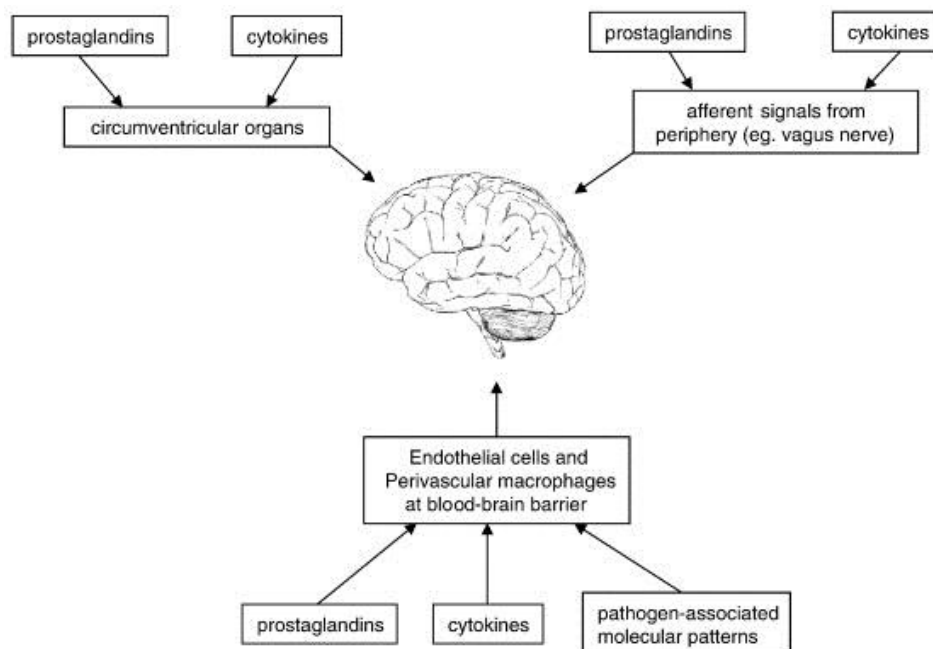 prostaglandins
cytokines
circumventricular organs
prostaglandins
cytokines
afferent signals from
periphery (eg. vagus nerve)
Endothelial cells and
Perivascular macrophages
at blood-brain barrier
prostaglandins
cytokines
pathogen-associated
molecular patterns